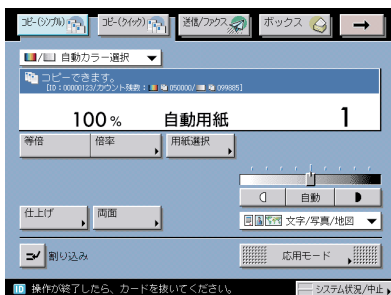 コピー(シンプル) コピー(クイック) 送信/ファクス ボックス
自動カラー選択
コピーできます。
[ID:00000123/カウント残数: 050000/ 099885]
100% 自動用紙 1
等倍 倍率 用紙選択
自動
仕上げ 両面 文字/写真/地図
割り込み 応用モード
ID 操作が終了したら、カードを抜いてください。 システム状況/中止